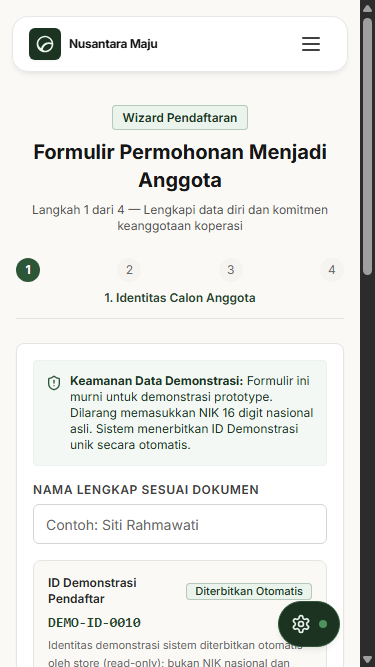 Nusantara Maju
Wizard Pendaftaran
Formulir Permohonan Menjadi
Anggota
Langkah 1 dari 4 — Lengkapi data diri dan komitmen
keanggotaan koperasi
1 2 3 4
1. Identitas Calon Anggota
Keamanan Data Demonstrasi: Formulir ini
murni untuk demonstrasi prototype.
Dilarang memasukkan NIK 16 digit nasional
asli. Sistem menerbitkan ID Demonstrasi
unik secara otomatis.
NAMA LENGKAP SESUAI DOKUMEN
Contoh: Siti Rahmawati
ID Demonstrasi
Pendaftar
Diterbitkan Otomatis
DEMO-ID-0010
Identitas demonstrasi sistem diterbitkan otomatis
oleh store (read-only); bukan NIK nasional dan